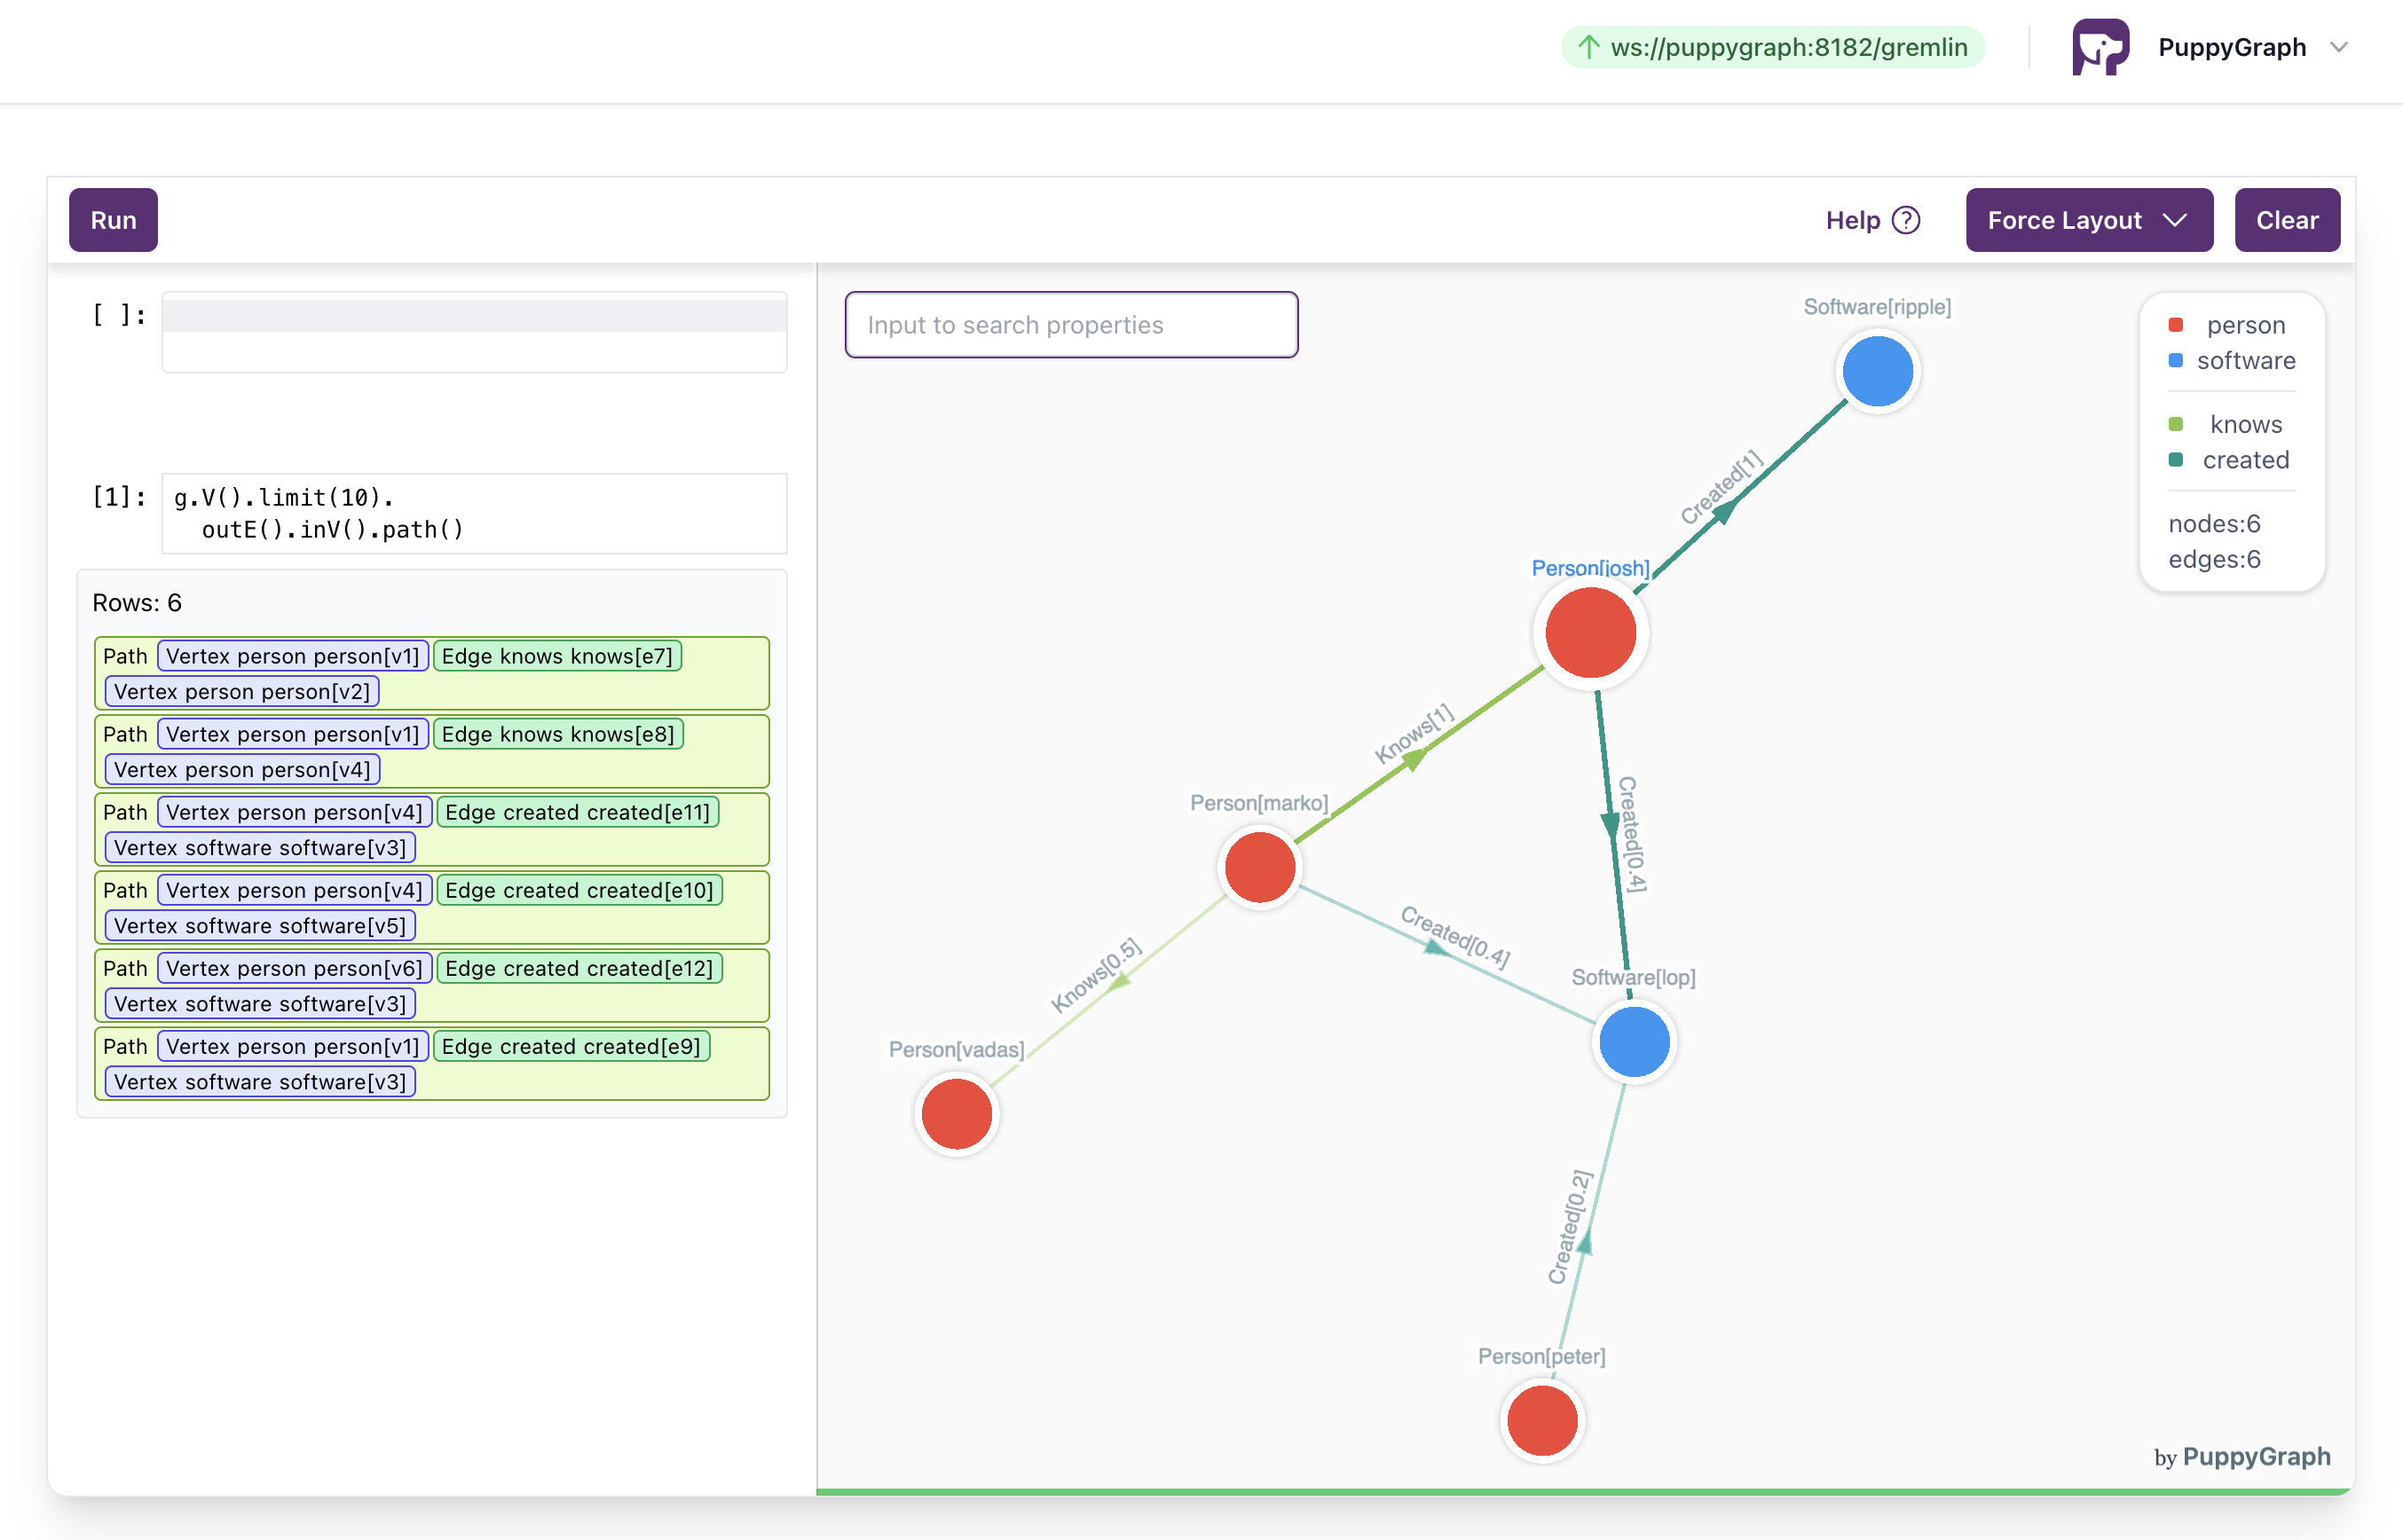 ws://puppygraph:8182/gremlin
PuppyGraph
Run
Help ?
Force Layout
Clear
[ ]:
[1]:
g.V().limit(10).
outE().inV().path()
Rows: 6
Path Vertex person person[v1] Edge knows knows[e7]
Vertex person person[v2]
Path Vertex person person[v1] Edge knows knows[e8]
Vertex person person[v4]
Path Vertex person person[v4] Edge created created[e11]
Vertex software software[v3]
Path Vertex person person[v4] Edge created created[e10]
Vertex software software[v5]
Path Vertex person person[v6] Edge created created[e12]
Vertex software software[v3]
Path Vertex person person[v1] Edge created created[e9]
Vertex software software[v3]
Input to search properties
Software[ripple]
Created[1]
Person[josh]
Knows[1]
Created[0.4]
Person[marko]
Created[0.4]
Knows[0.5]
Software[lop]
Person[vadas]
Created[0.2]
Person[peter]
person
software
knows
created
nodes:6
edges:6
by PuppyGraph